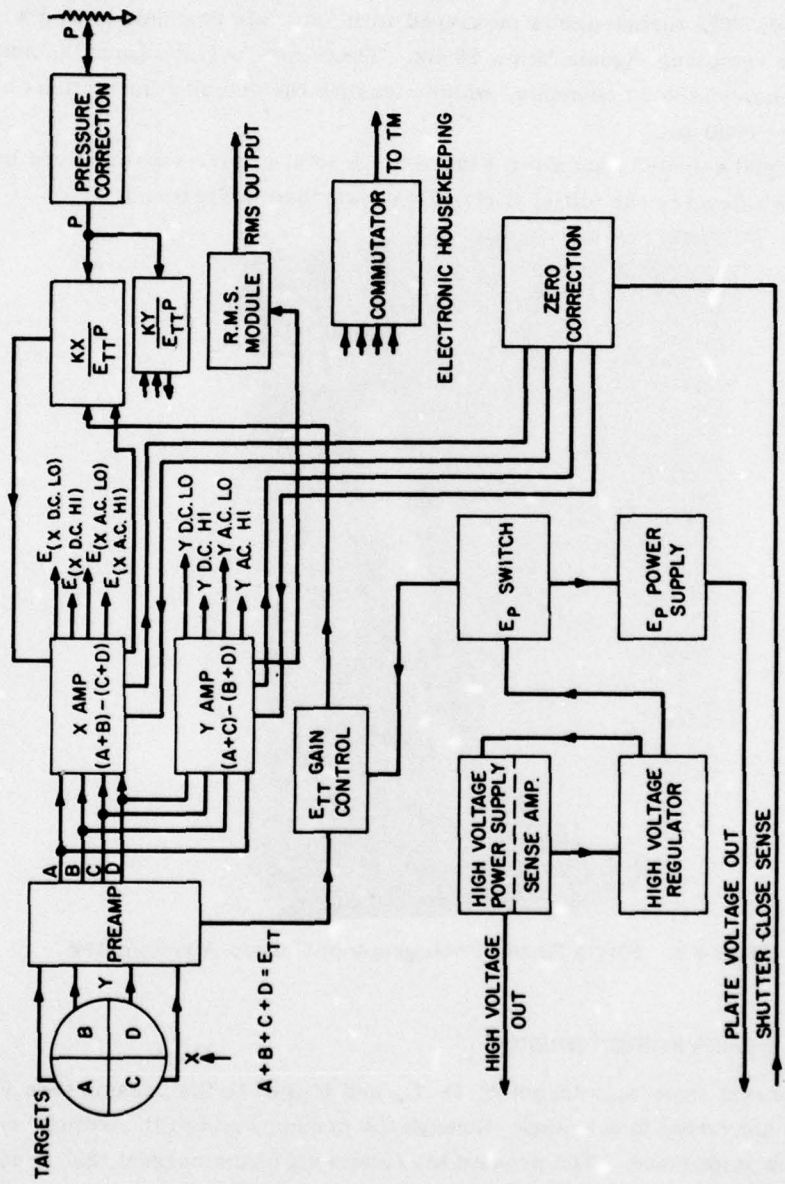 TARGETS
A
B
C
D
X
Y
A+B+C+D = E_TT
PREAMP
A
B
C
D
X AMP
(A+B)-(C+D)
E(X D.C. LO)
E(X D.C. HI)
E(X A.C. LO)
E(X A.C. HI)
Y AMP
(A+C)-(B+D)
Y D.C. LO
Y D.C. HI
Y A.C. LO
Y A.C. HI
KX
E_TT P
KY
E_TT P
P
PRESSURE
CORRECTION
P
R.M.S.
MODULE
RMS OUTPUT
COMMUTATOR
TO TM
ELECTRONIC HOUSEKEEPING
ZERO
CORRECTION
E_TT GAIN
CONTROL
E_P SWITCH
E_P POWER
SUPPLY
HIGH VOLTAGE
POWER SUPPLY
SENSE AMP.
HIGH VOLTAGE
REGULATOR
HIGH VOLTAGE
OUT
PLATE VOLTAGE OUT
SHUTTER CLOSE SENSE